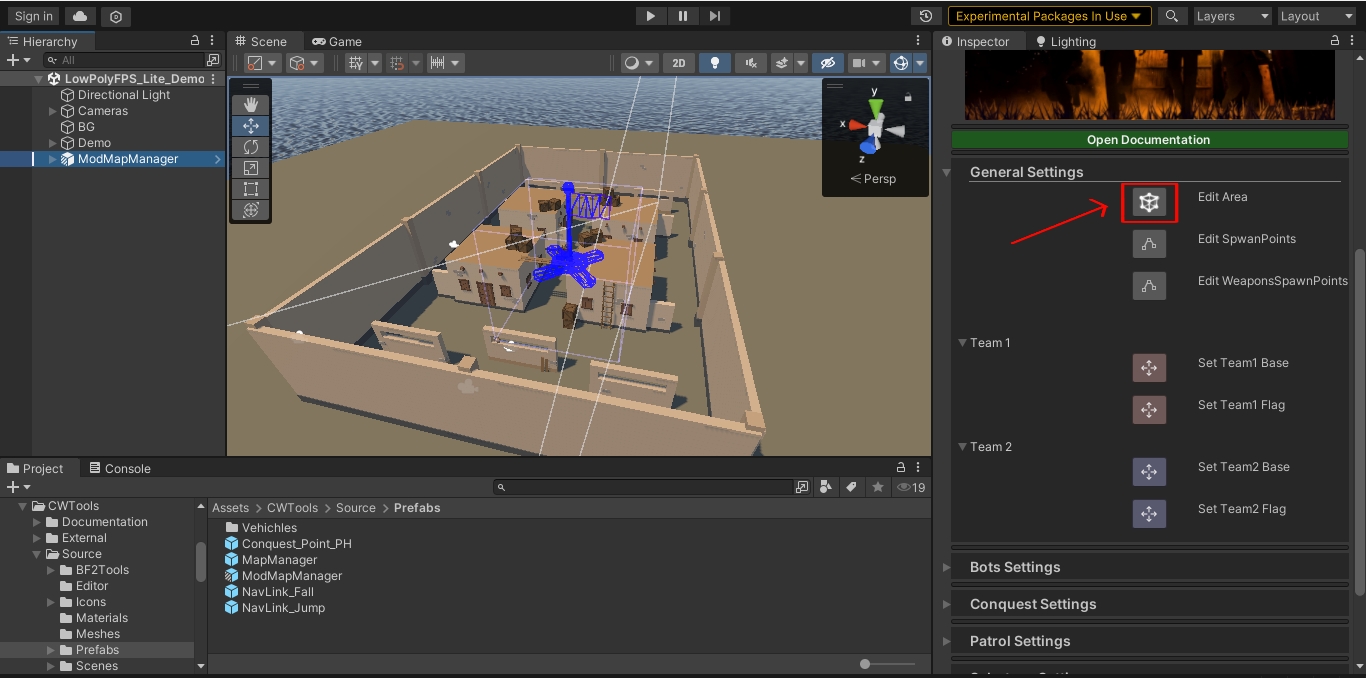 Sign in
Experimental Packages In Use
Layers
Layout
Hierarchy
All
LowPolyFPS_Lite_Demo
Directional Light
Cameras
BG
Demo
ModMapManager
Scene
Game
2D
y
x
z
Persp
Inspector
Lighting
Open Documentation
General Settings
Edit Area
Edit SpwanPoints
Edit WeaponsSpawnPoints
Team 1
Set Team1 Base
Set Team1 Flag
Team 2
Set Team2 Base
Set Team2 Flag
Bots Settings
Conquest Settings
Patrol Settings
Project
Console
19
CWTools
Documentation
External
Source
BF2Tools
Editor
Icons
Materials
Meshes
Prefabs
Scenes
Assets > CWTools > Source > Prefabs
Vehichles
Conquest_Point_PH
MapManager
ModMapManager
NavLink_Fall
NavLink_Jump